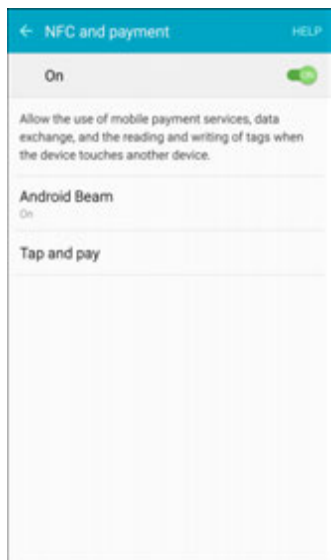 NFC and payment HELP
On
Allow the use of mobile payment services, data
exchange, and the reading and writing of tags when
the device touches another device.
Android Beam
On
Tap and pay